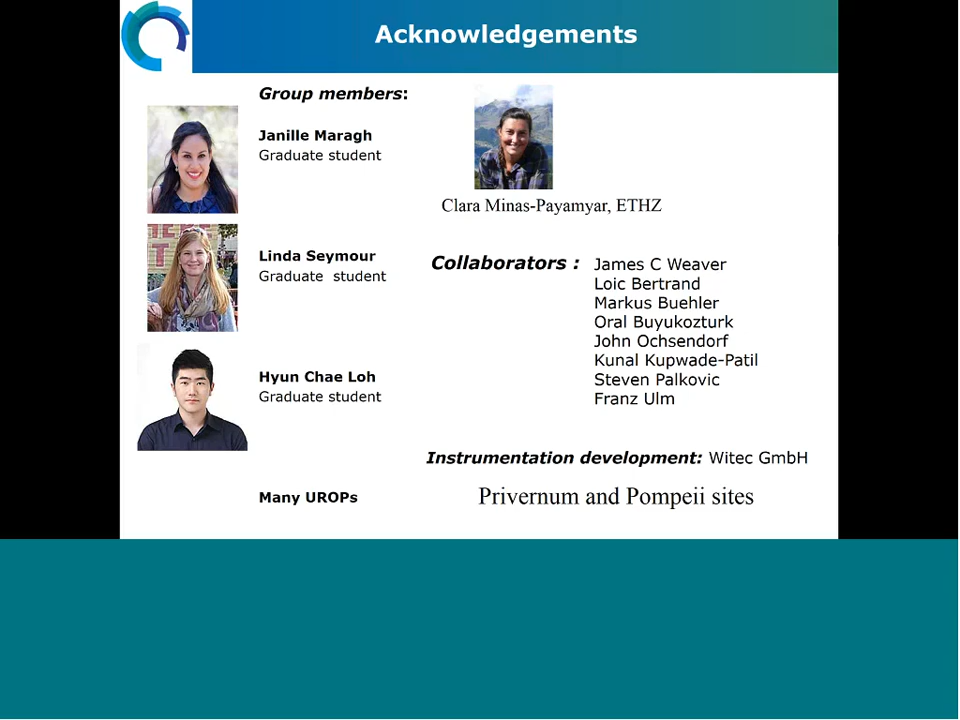 Acknowledgements
Group members:
Janille Maragh
Graduate student
Linda Seymour
Graduate student
Hyun Chae Loh
Graduate student
Many UROPs
Clara Minas-Payamyar, ETHZ
Collaborators :
James C Weaver
Loic Bertrand
Markus Buehler
Oral Buyukozturk
John Ochsendorf
Kunal Kupwade-Patil
Steven Palkovic
Franz Ulm
Instrumentation development: Witec GmbH
Privernum and Pompeii sites